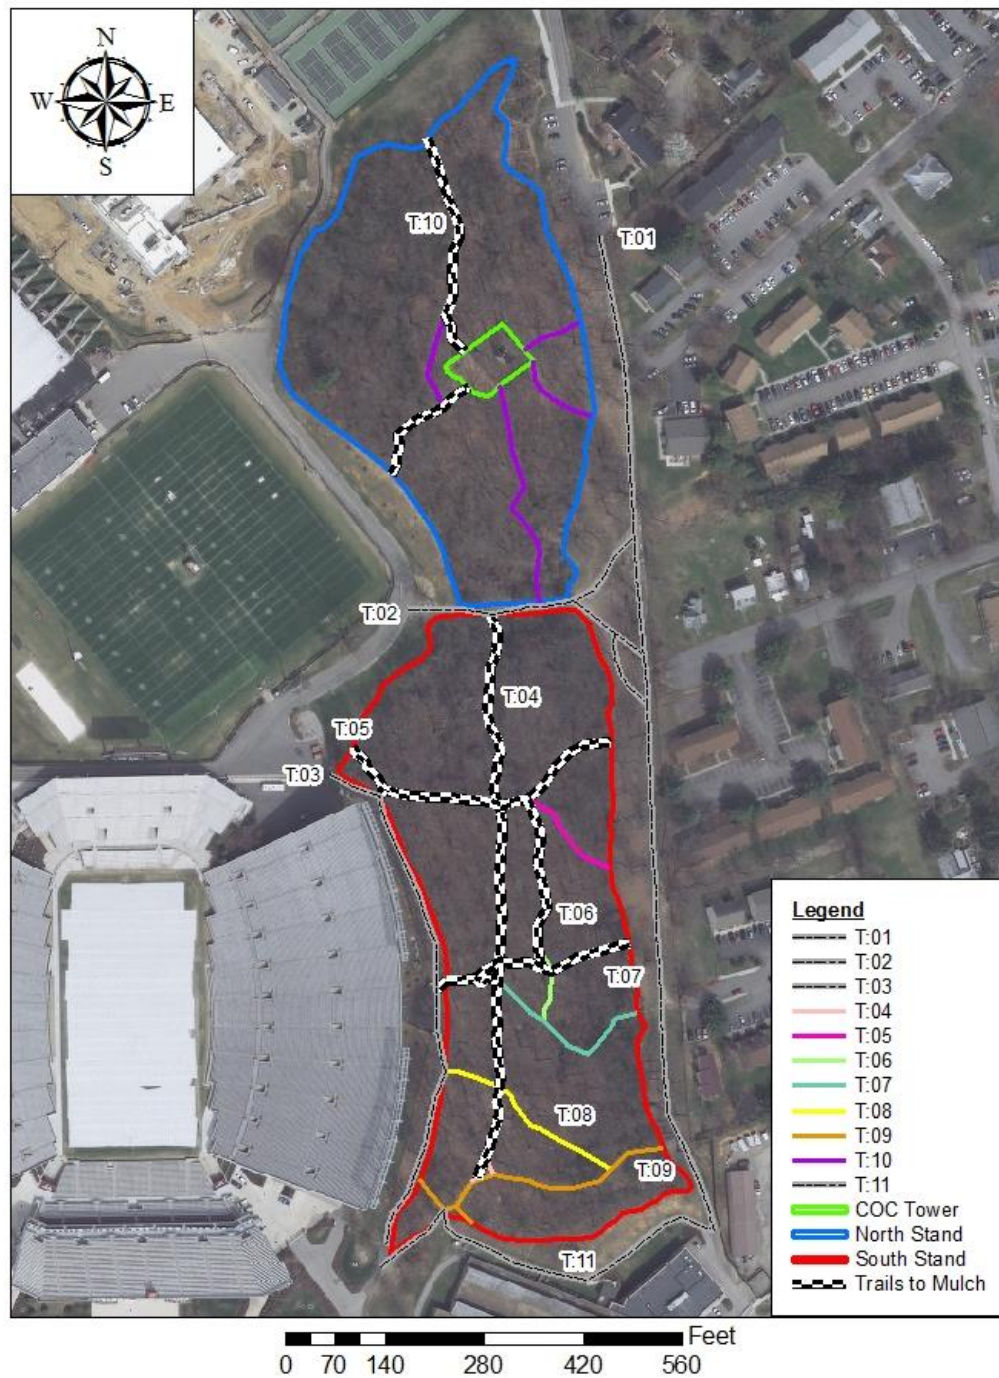 N
W E
S
T:10
T:01
T:02
T:04
T:05
T:03
T:06
T:07
T:08
T:09
T:11
Legend
T:01
T:02
T:03
T:04
T:05
T:06
T:07
T:08
T:09
T:10
T:11
COC Tower
North Stand
South Stand
Trails to Mulch
Feet
0 70 140 280 420 560